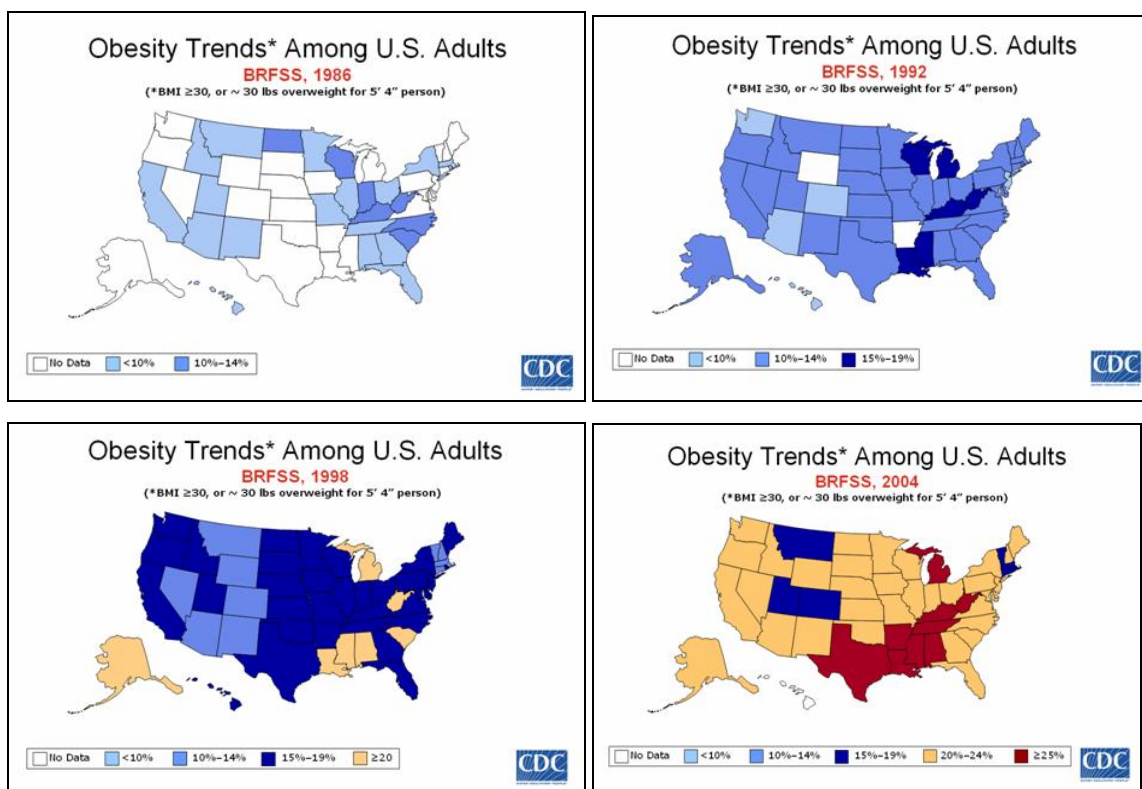 Obesity Trends* Among U.S. Adults
BRFSS, 1986
(*BMI ≥30, or ~ 30 lbs overweight for 5' 4" person)
No Data <10% 10%–14%
CDC
Obesity Trends* Among U.S. Adults
BRFSS, 1992
(*BMI ≥30, or ~ 30 lbs overweight for 5' 4" person)
No Data <10% 10%–14% 15%–19%
CDC
Obesity Trends* Among U.S. Adults
BRFSS, 1998
(*BMI ≥30, or ~ 30 lbs overweight for 5' 4" person)
No Data <10% 10%–14% 15%–19% ≥20
CDC
Obesity Trends* Among U.S. Adults
BRFSS, 2004
(*BMI ≥30, or ~ 30 lbs overweight for 5' 4" person)
No Data <10% 10%–14% 15%–19% 20%–24% ≥25%
CDC